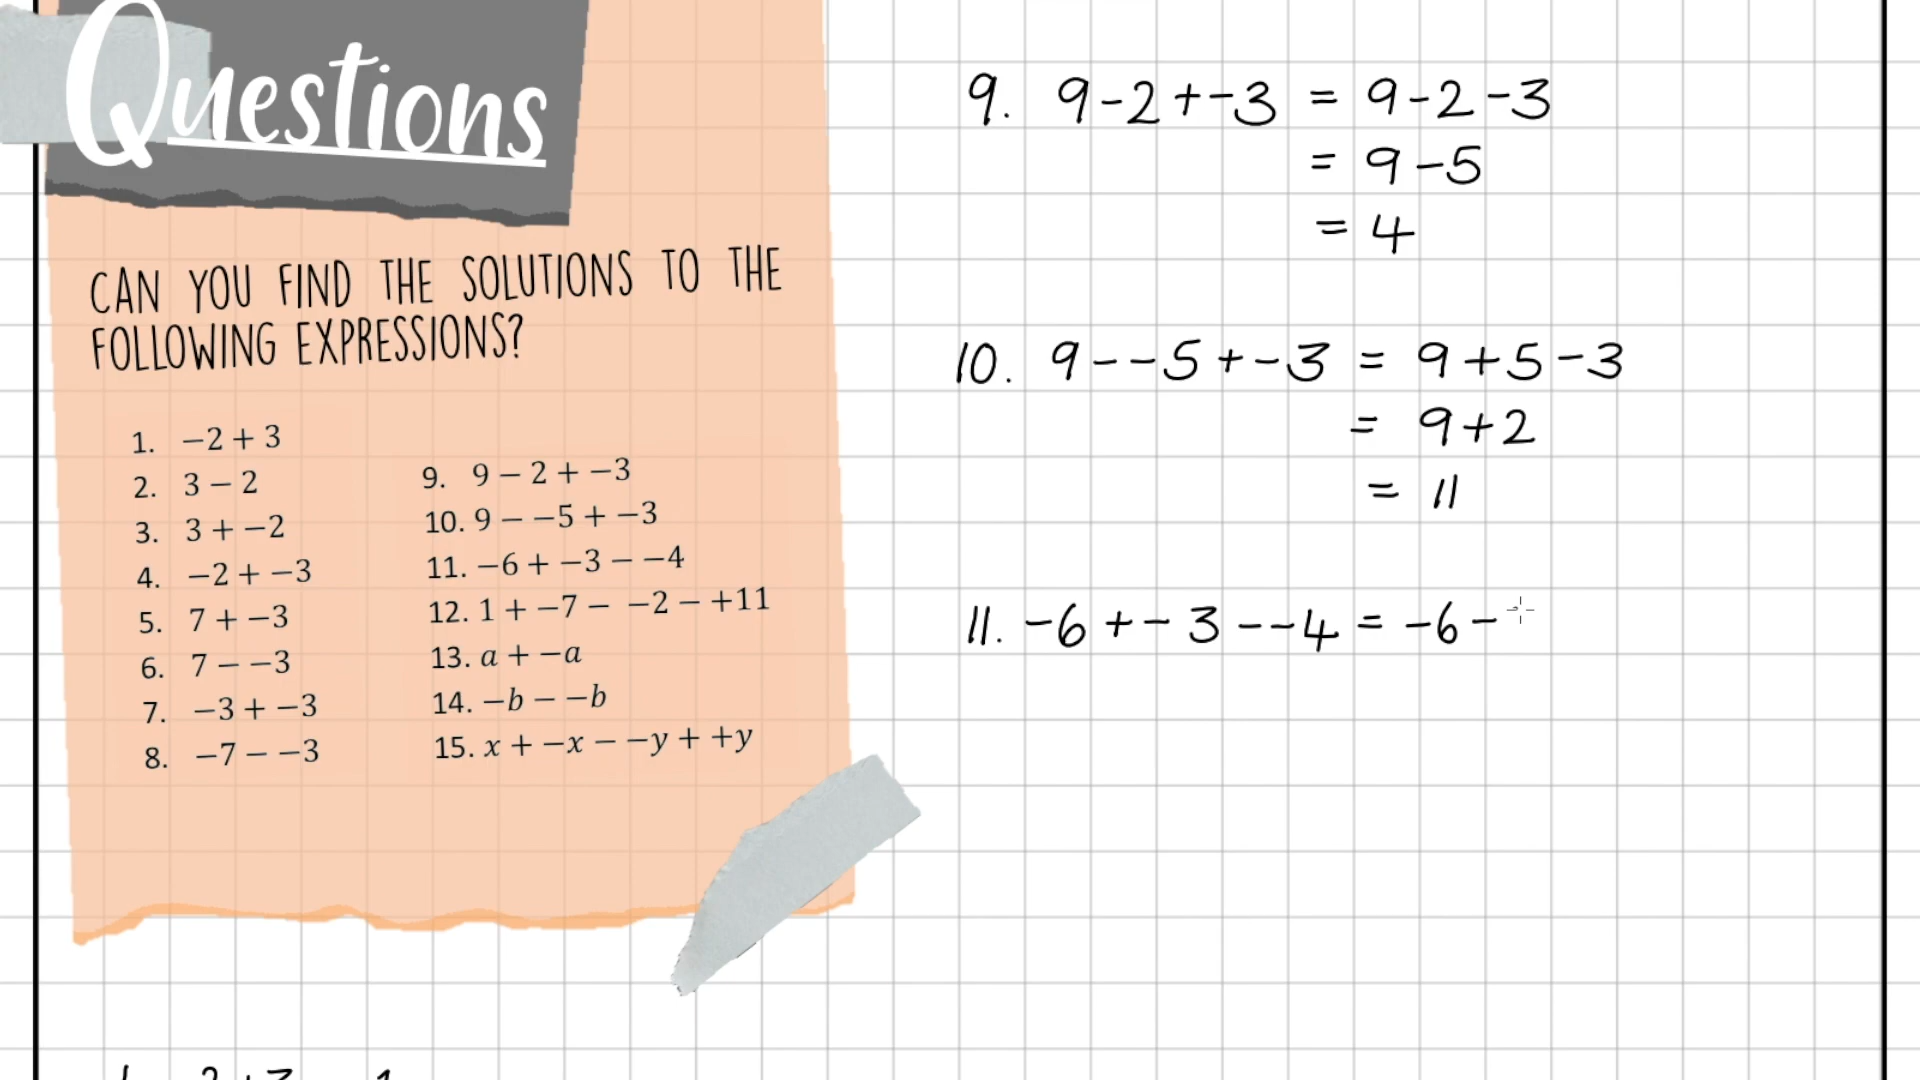 Questions
CAN YOU FIND THE SOLUTIONS TO THE
FOLLOWING EXPRESSIONS?
1. −2 + 3
2. 3 − 2
3. 3 + −2
4. −2 + −3
5. 7 + −3
6. 7 − −3
7. −3 + −3
8. −7 − −3
9. 9 − 2 + −3
10. 9 − −5 + −3
11. −6 + −3 − −4
12. 1 + −7 − −2 − +11
13. a + −a
14. −b − −b
15. x + −x − −y + +y
9. 9-2+-3 = 9-2-3
= 9-5
= 4
10. 9--5+-3 = 9+5-3
= 9+2
= 11
11. -6+-3--4 = -6-